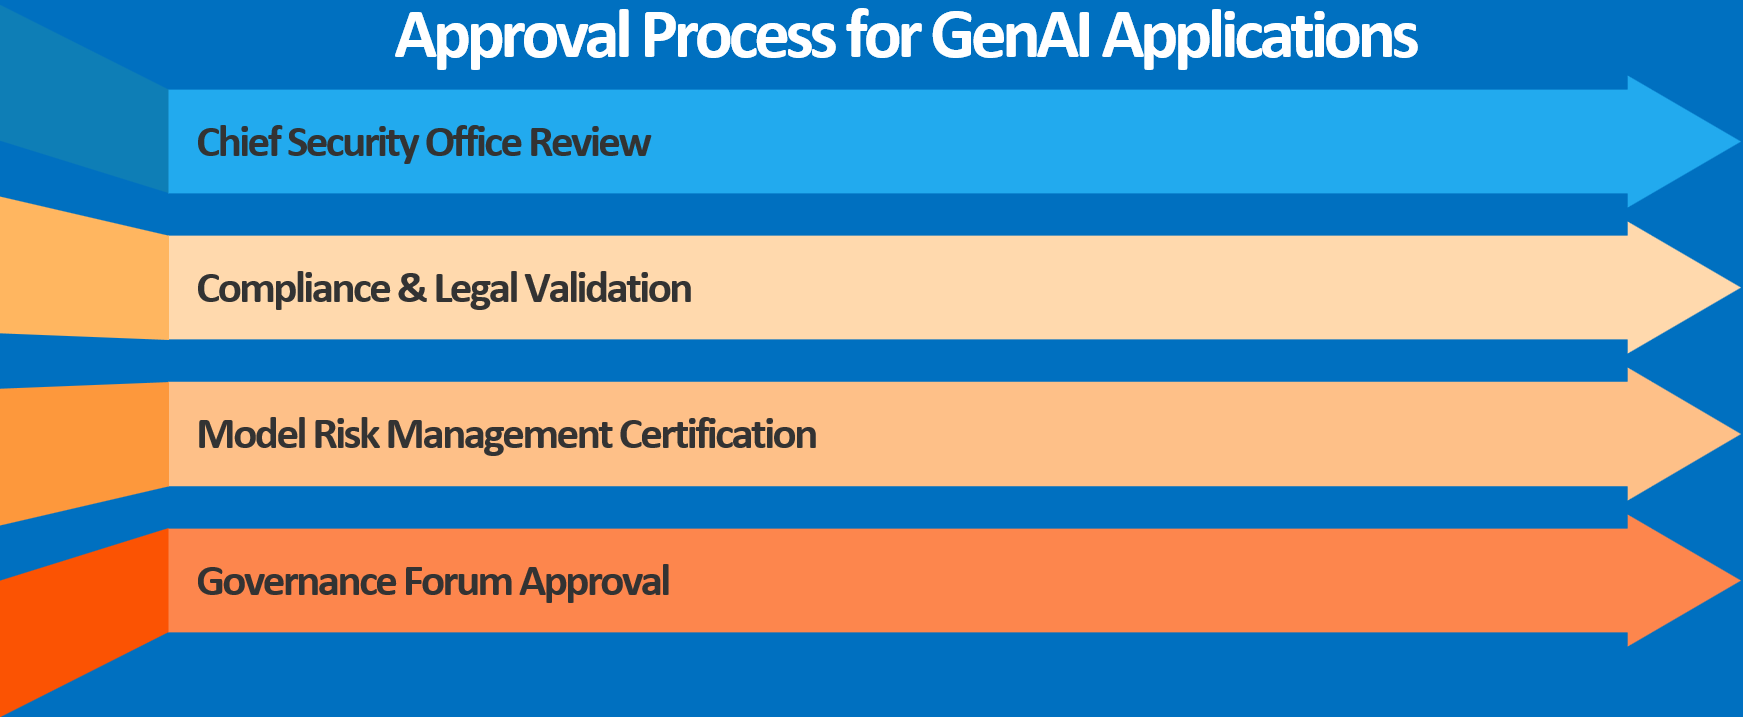 Approval Process for GenAI Applications
Chief Security Office Review
Compliance & Legal Validation
Model Risk Management Certification
Governance Forum Approval